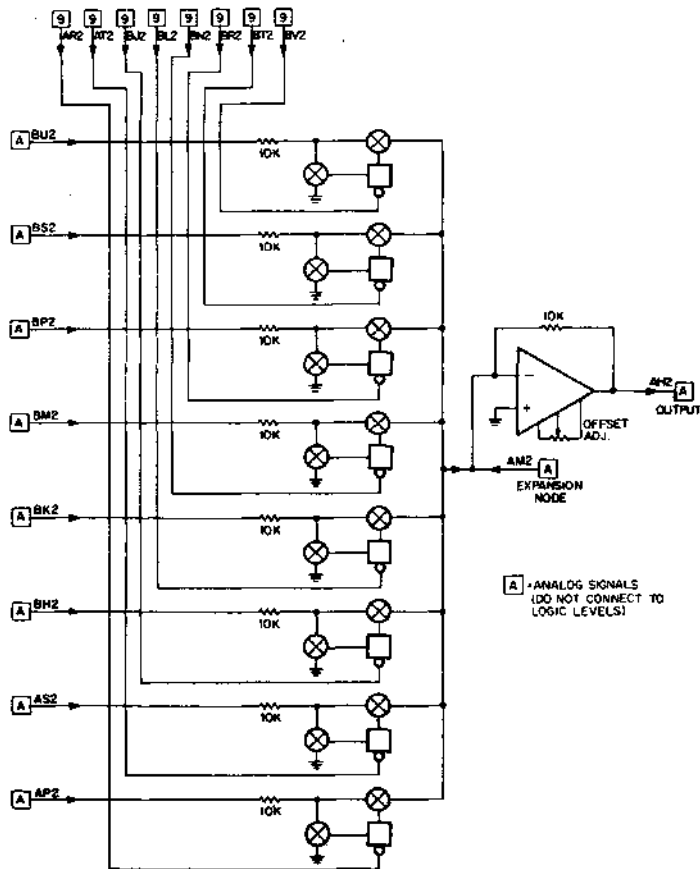 9 9 9 9 9 9 9 9
AR2 AT2 BJ2 BL2 BN2 BR2 BT2 BV2
A BU2
10K
A BS2
10K
A BP2
10K
A BM2
10K
A BK2
10K
A BH2
10K
A AS2
10K
A AP2
10K
10K
−
+
AH2 A
OUTPUT
OFFSET
ADJ.
AM2 A
EXPANSION
NODE
A =ANALOG SIGNALS
(DO NOT CONNECT TO
LOGIC LEVELS)